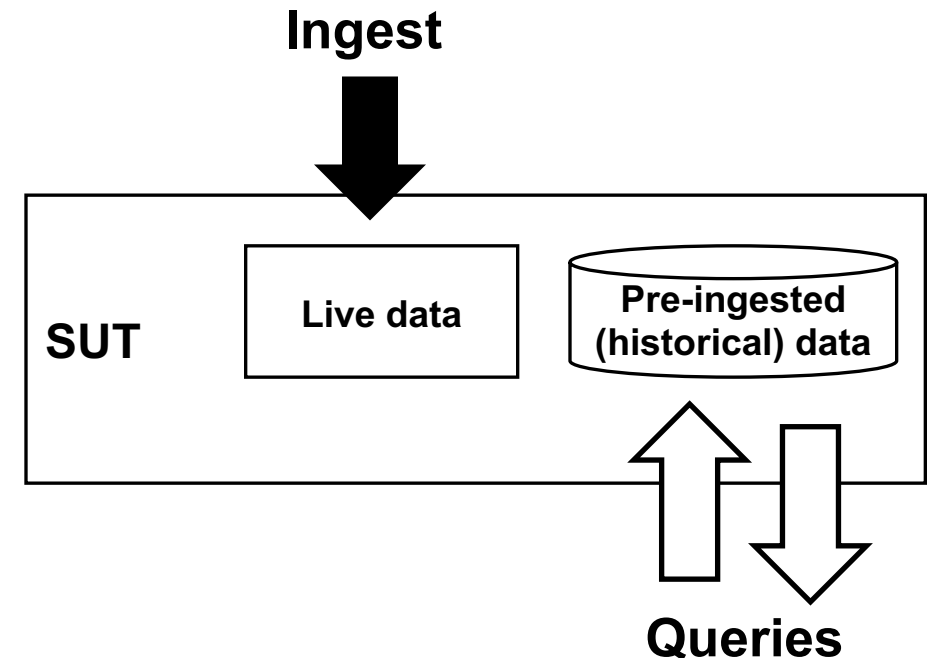 Ingest
SUT
Live data
Pre-ingested
(historical) data
Queries